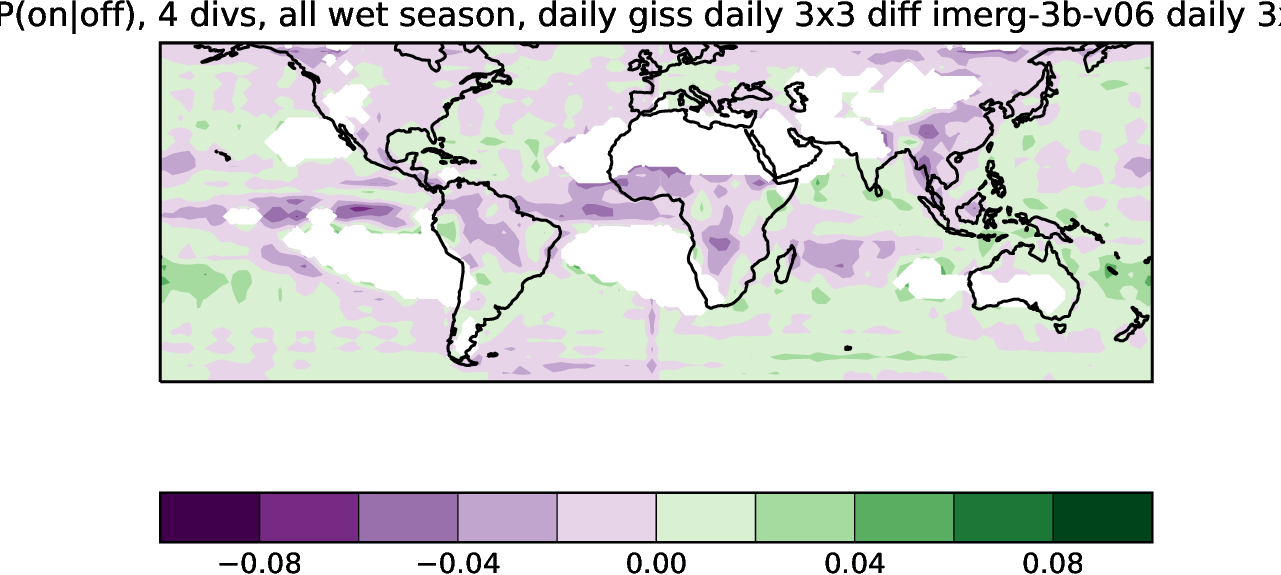 P(on|off), 4 divs, all wet season, daily giss daily 3x3 diff imerg-3b-v06 daily 3
−0.08 −0.04 0.00 0.04 0.08